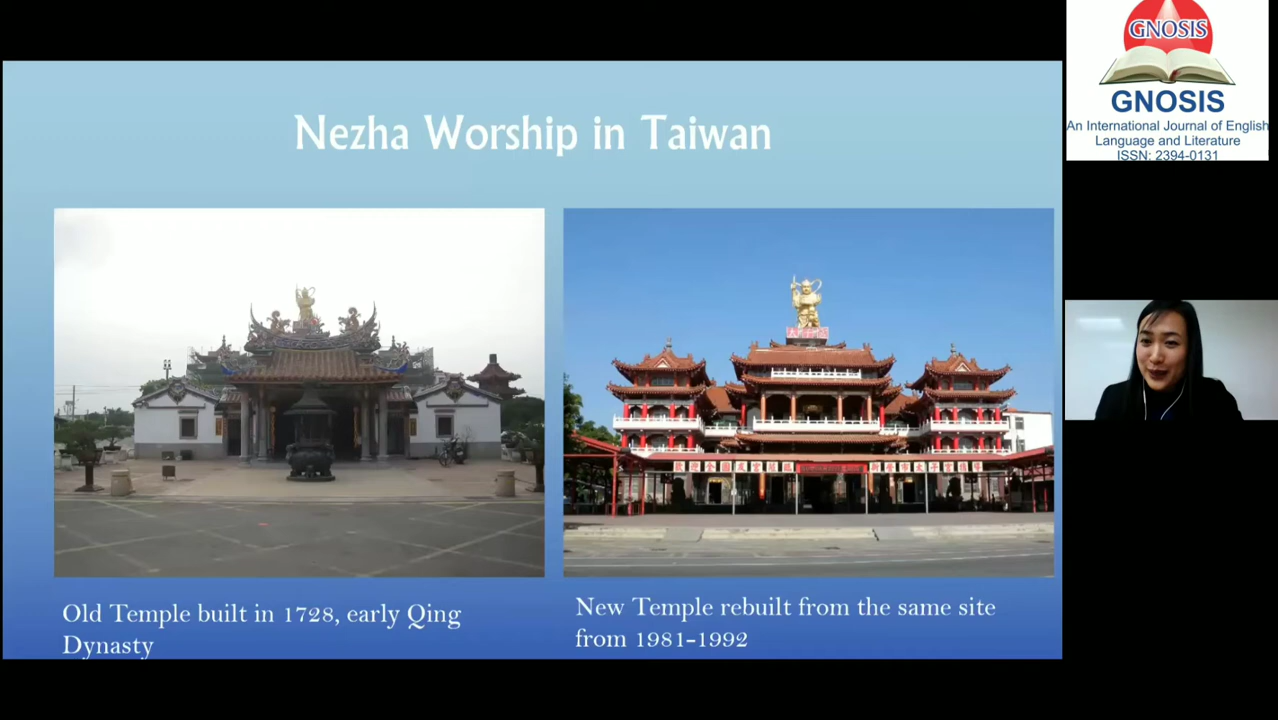 Nezha Worship in Taiwan
Old Temple built in 1728, early Qing
Dynasty
New Temple rebuilt from the same site
from 1981-1992
GNOSIS
GNOSIS
An International Journal of English
Language and Literature
ISSN: 2394-0131